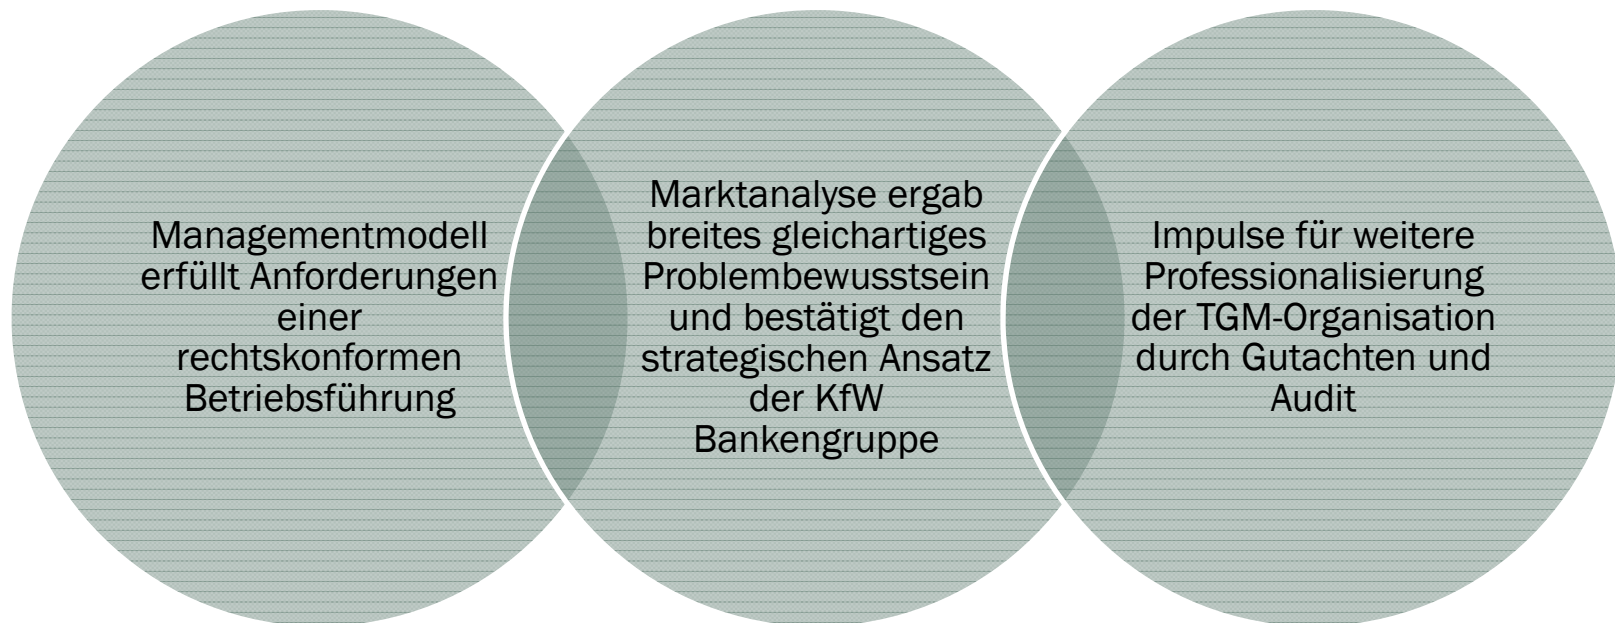 Managementmodell
erfüllt Anforderungen
einer
rechtskonformen
Betriebsführung
Marktanalyse ergab
breites gleichartiges
Problembewusstsein
und bestätigt den
strategischen Ansatz
der KfW
Bankengruppe
Impulse für weitere
Professionalisierung
der TGM-Organisation
durch Gutachten und
Audit